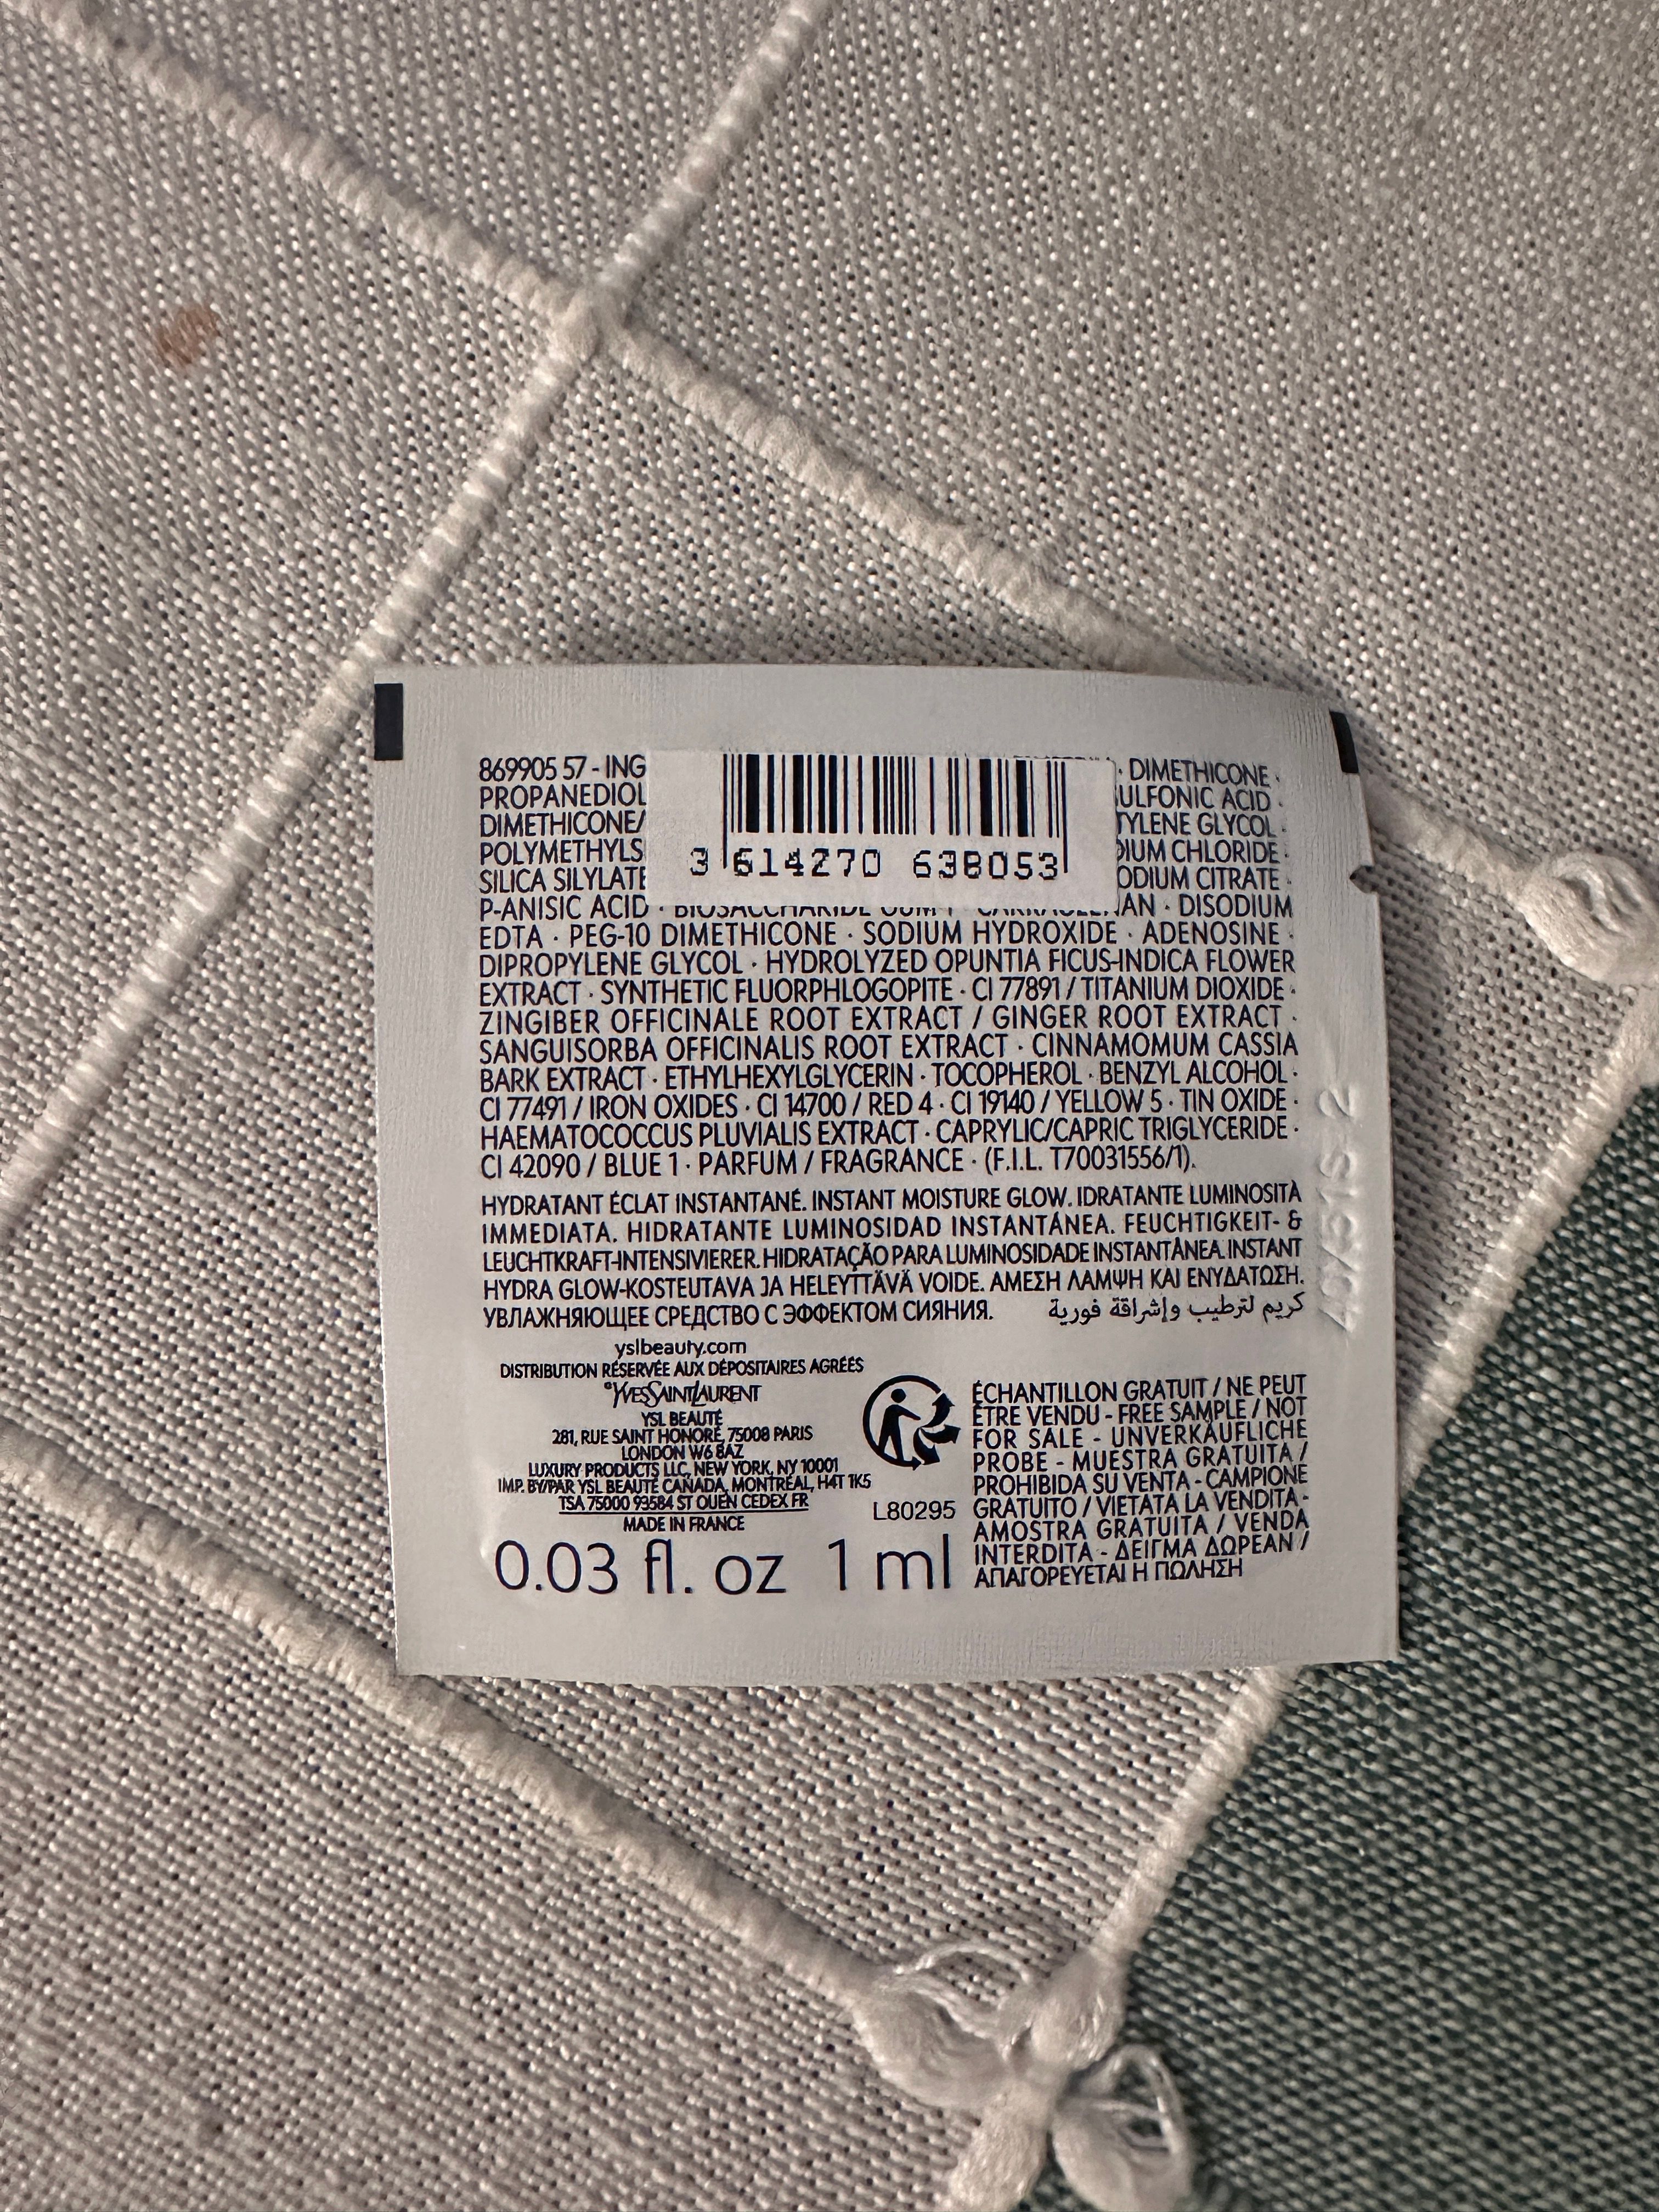 869905 57 - ING
· DIMETHICONE ·
PROPANEDIOL
ULFONIC ACID ·
DIMETHICONE/
TYLENE GLYCOL ·
POLYMETHYLS
DIUM CHLORIDE ·
SILICA SILYLATE
ODIUM CITRATE ·
3 614270 638053
P-ANISIC ACID · BIOSACCHARIDE GUM-1 · CARRAGEENAN · DISODIUM
EDTA · PEG-10 DIMETHICONE · SODIUM HYDROXIDE · ADENOSINE ·
DIPROPYLENE GLYCOL · HYDROLYZED OPUNTIA FICUS-INDICA FLOWER
EXTRACT · SYNTHETIC FLUORPHLOGOPITE · CI 77891 / TITANIUM DIOXIDE ·
ZINGIBER OFFICINALE ROOT EXTRACT / GINGER ROOT EXTRACT ·
SANGUISORBA OFFICINALIS ROOT EXTRACT · CINNAMOMUM CASSIA
BARK EXTRACT · ETHYLHEXYLGLYCERIN · TOCOPHEROL · BENZYL ALCOHOL ·
CI 77491 / IRON OXIDES · CI 14700 / RED 4 · CI 19140 / YELLOW 5 · TIN OXIDE ·
HAEMATOCOCCUS PLUVIALIS EXTRACT · CAPRYLIC/CAPRIC TRIGLYCERIDE ·
CI 42090 / BLUE 1 · PARFUM / FRAGRANCE · (F.I.L. T70031556/1).
HYDRATANT ÉCLAT INSTANTANÉ. INSTANT MOISTURE GLOW. IDRATANTE LUMINOSITÀ
IMMEDIATA. HIDRATANTE LUMINOSIDAD INSTANTÁNEA. FEUCHTIGKEIT- &
LEUCHTKRAFT-INTENSIVIERER. HIDRATAÇÃO PARA LUMINOSIDADE INSTANTÂNEA. INSTANT
HYDRA GLOW-KOSTEUTAVA JA HELEYTTÄVÄ VOIDE. ΑΜΕΣΗ ΛΑΜΨΗ ΚΑΙ ΕΝΥΔΑΤΩΣΗ.
УВЛАЖНЯЮЩЕЕ СРЕДСТВО С ЭФФЕКТОМ СИЯНИЯ. كريم لترطيب وإشراقة فورية
yslbeauty.com
DISTRIBUTION RÉSERVÉE AUX DÉPOSITAIRES AGRÉÉS
©YVESSAINTLAURENT
YSL BEAUTÉ
281, RUE SAINT HONORÉ, 75008 PARIS
LONDON W6 8AZ
LUXURY PRODUCTS LLC, NEW YORK, NY 10001
IMP. BY/PAR YSL BEAUTÉ CANADA, MONTRÉAL, H4T 1K5
TSA 75000 93584 ST OUEN CEDEX FR
MADE IN FRANCE
L80295
0.03 fl. oz 1 ml
ÉCHANTILLON GRATUIT / NE PEUT
ÊTRE VENDU - FREE SAMPLE / NOT
FOR SALE - UNVERKÄUFLICHE
PROBE - MUESTRA GRATUITA /
PROHIBIDA SU VENTA - CAMPIONE
GRATUITO / VIETATA LA VENDITA -
AMOSTRA GRATUITA / VENDA
INTERDITA - ΔΕΙΓΜΑ ΔΩΡΕΑΝ /
ΑΠΑΓΟΡΕΥΕΤΑΙ Η ΠΩΛΗΣΗ